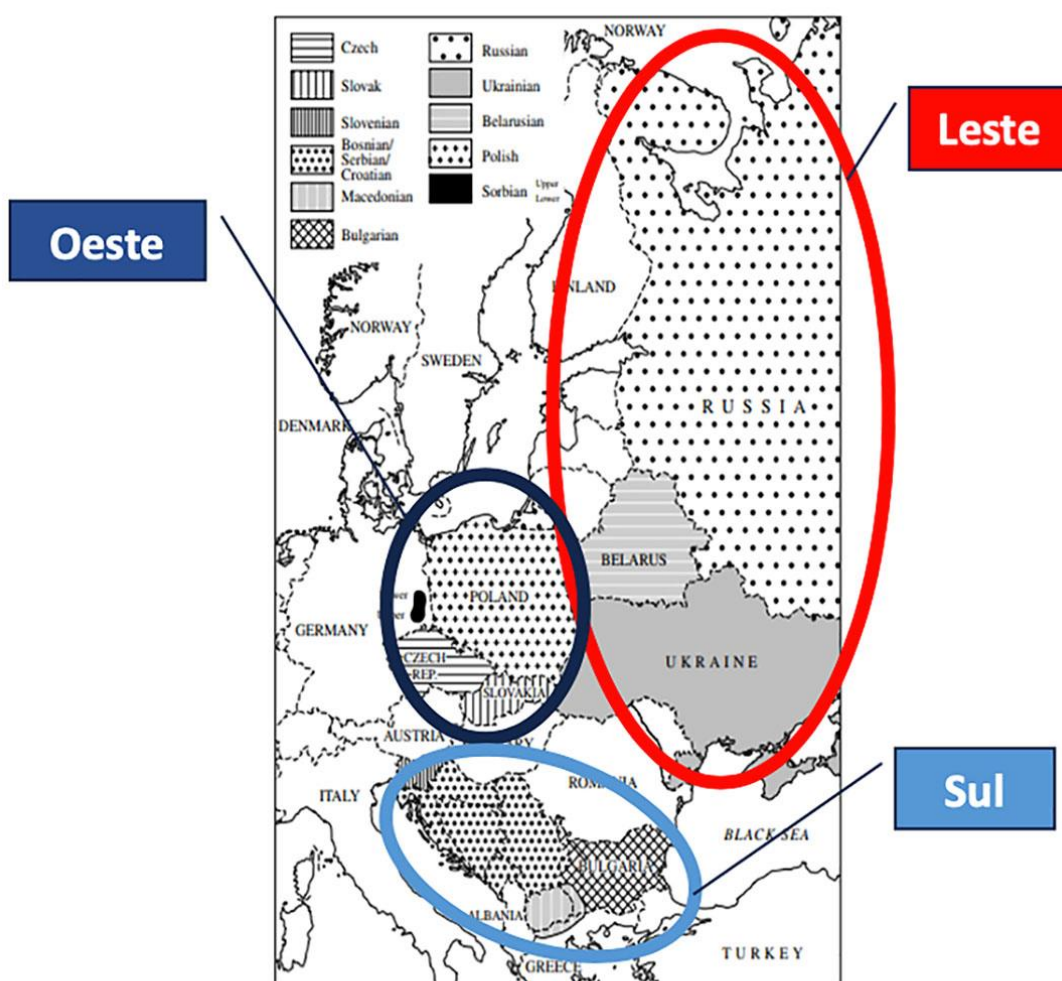 NORWAY
Czech
Slovak
Slovenian
Bosnian/
Serbian/
Croatian
Macedonian
Bulgarian
Russian
Ukrainian
Belarusian
Polish
Sorbian Upper
Lower
Leste
Oeste
FINLAND
NORWAY
SWEDEN
RUSSIA
DENMARK
BELARUS
POLAND
GERMANY
CZECH
REP.
UKRAINE
SLOVAKIA
AUSTRIA
ROMANIA
ITALY
Sul
BLACK SEA
BULGARIA
ALBANIA
TURKEY
GREECE